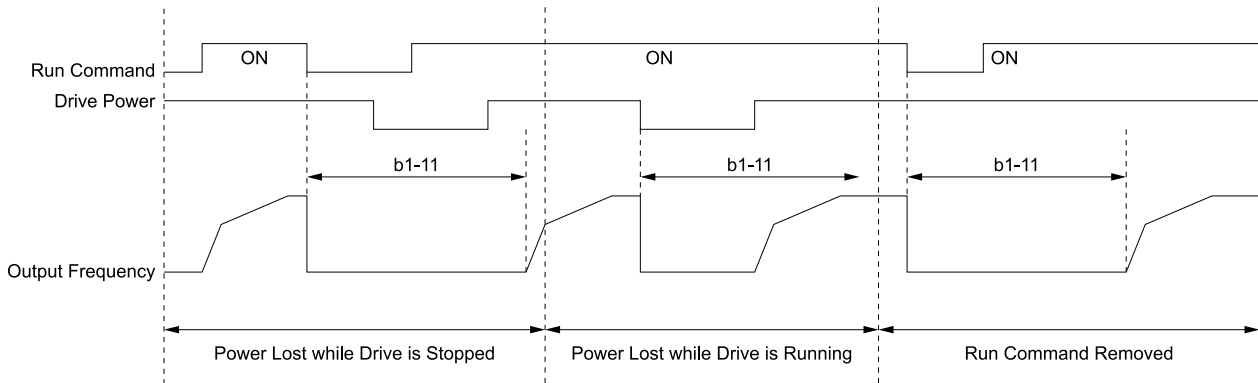 Run Command
ON
ON
ON
Drive Power
b1-11
b1-11
b1-11
Output Frequency
Power Lost while Drive is Stopped
Power Lost while Drive is Running
Run Command Removed